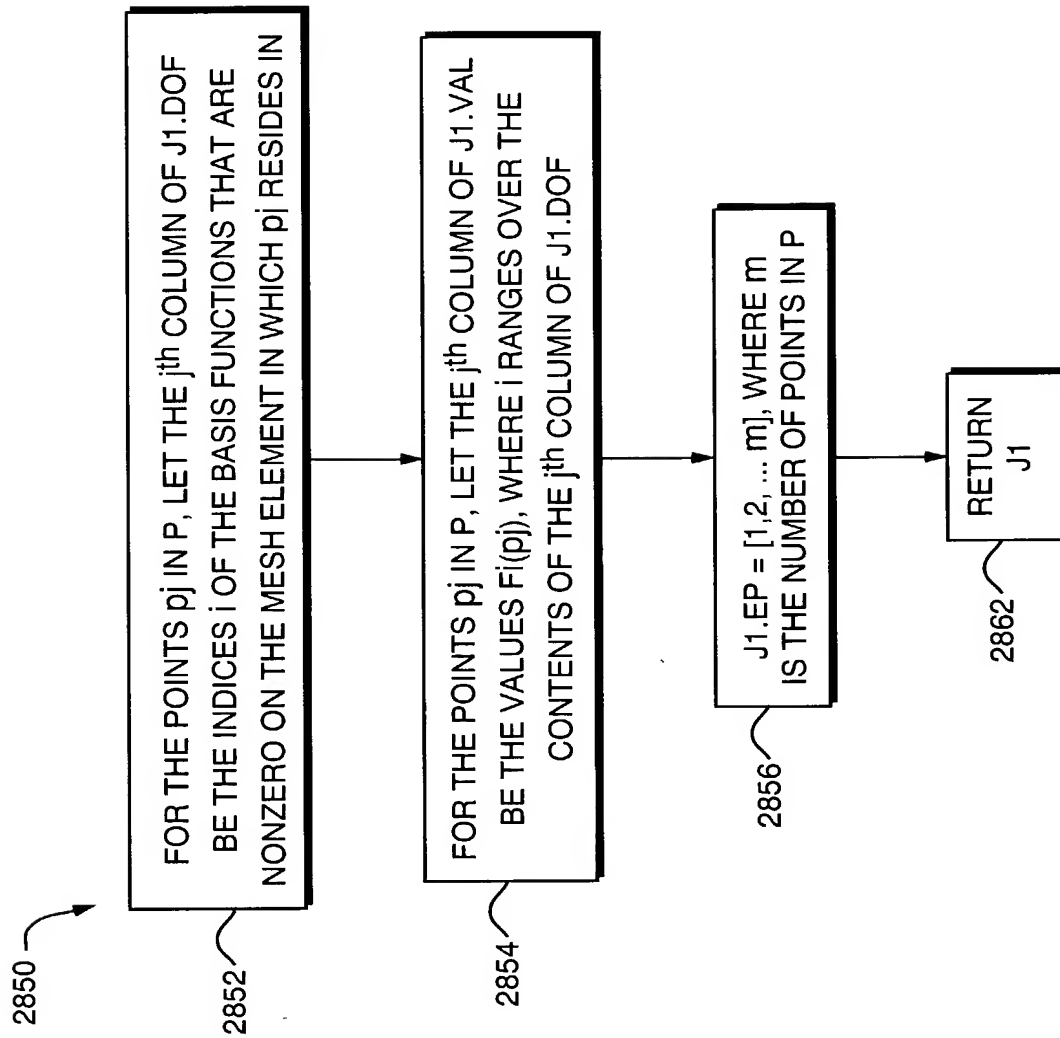 2850
FOR THE POINTS pj IN P, LET THE jth COLUMN OF J1.DOF
BE THE INDICES i OF THE BASIS FUNCTIONS THAT ARE
NONZERO ON THE MESH ELEMENT IN WHICH pj RESIDES IN
2852
FOR THE POINTS pj IN P, LET THE jth COLUMN OF J1.VAL
BE THE VALUES Fi(pj), WHERE i RANGES OVER THE
CONTENTS OF THE jth COLUMN OF J1.DOF
2854
J1.EP = [1,2, ... m], WHERE m
IS THE NUMBER OF POINTS IN P
2856
RETURN
J1
2862